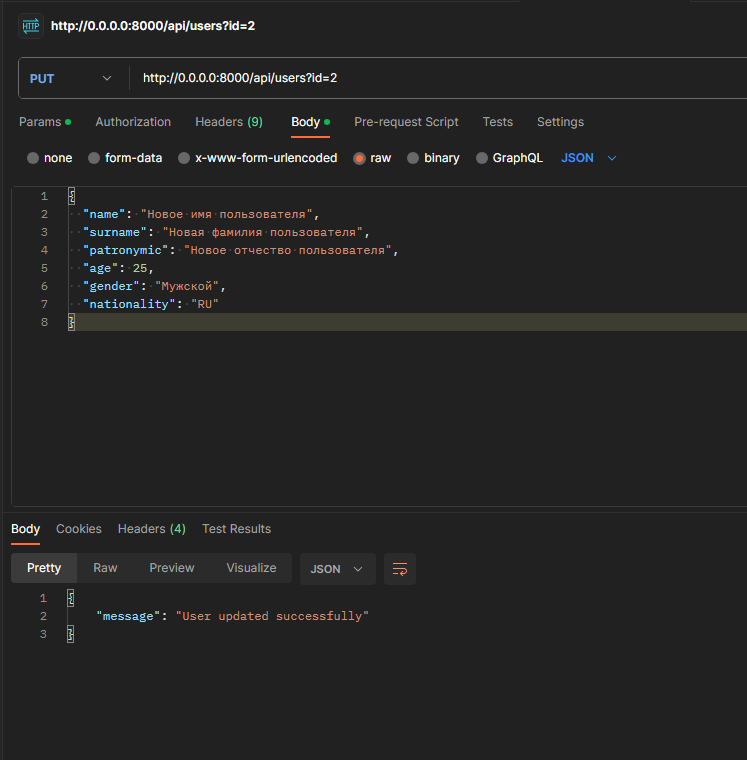 HTTP http://0.0.0.0:8000/api/users?id=2
PUT http://0.0.0.0:8000/api/users?id=2
Params Authorization Headers (9) Body Pre-request Script Tests Settings
none form-data x-www-form-urlencoded raw binary GraphQL JSON
1 {
2 "name": "Новое имя пользователя",
3 "surname": "Новая фамилия пользователя",
4 "patronymic": "Новое отчество пользователя",
5 "age": 25,
6 "gender": "Мужской",
7 "nationality": "RU"
8 }
Body Cookies Headers (4) Test Results
Pretty Raw Preview Visualize JSON
1 {
2 "message": "User updated successfully"
3 }